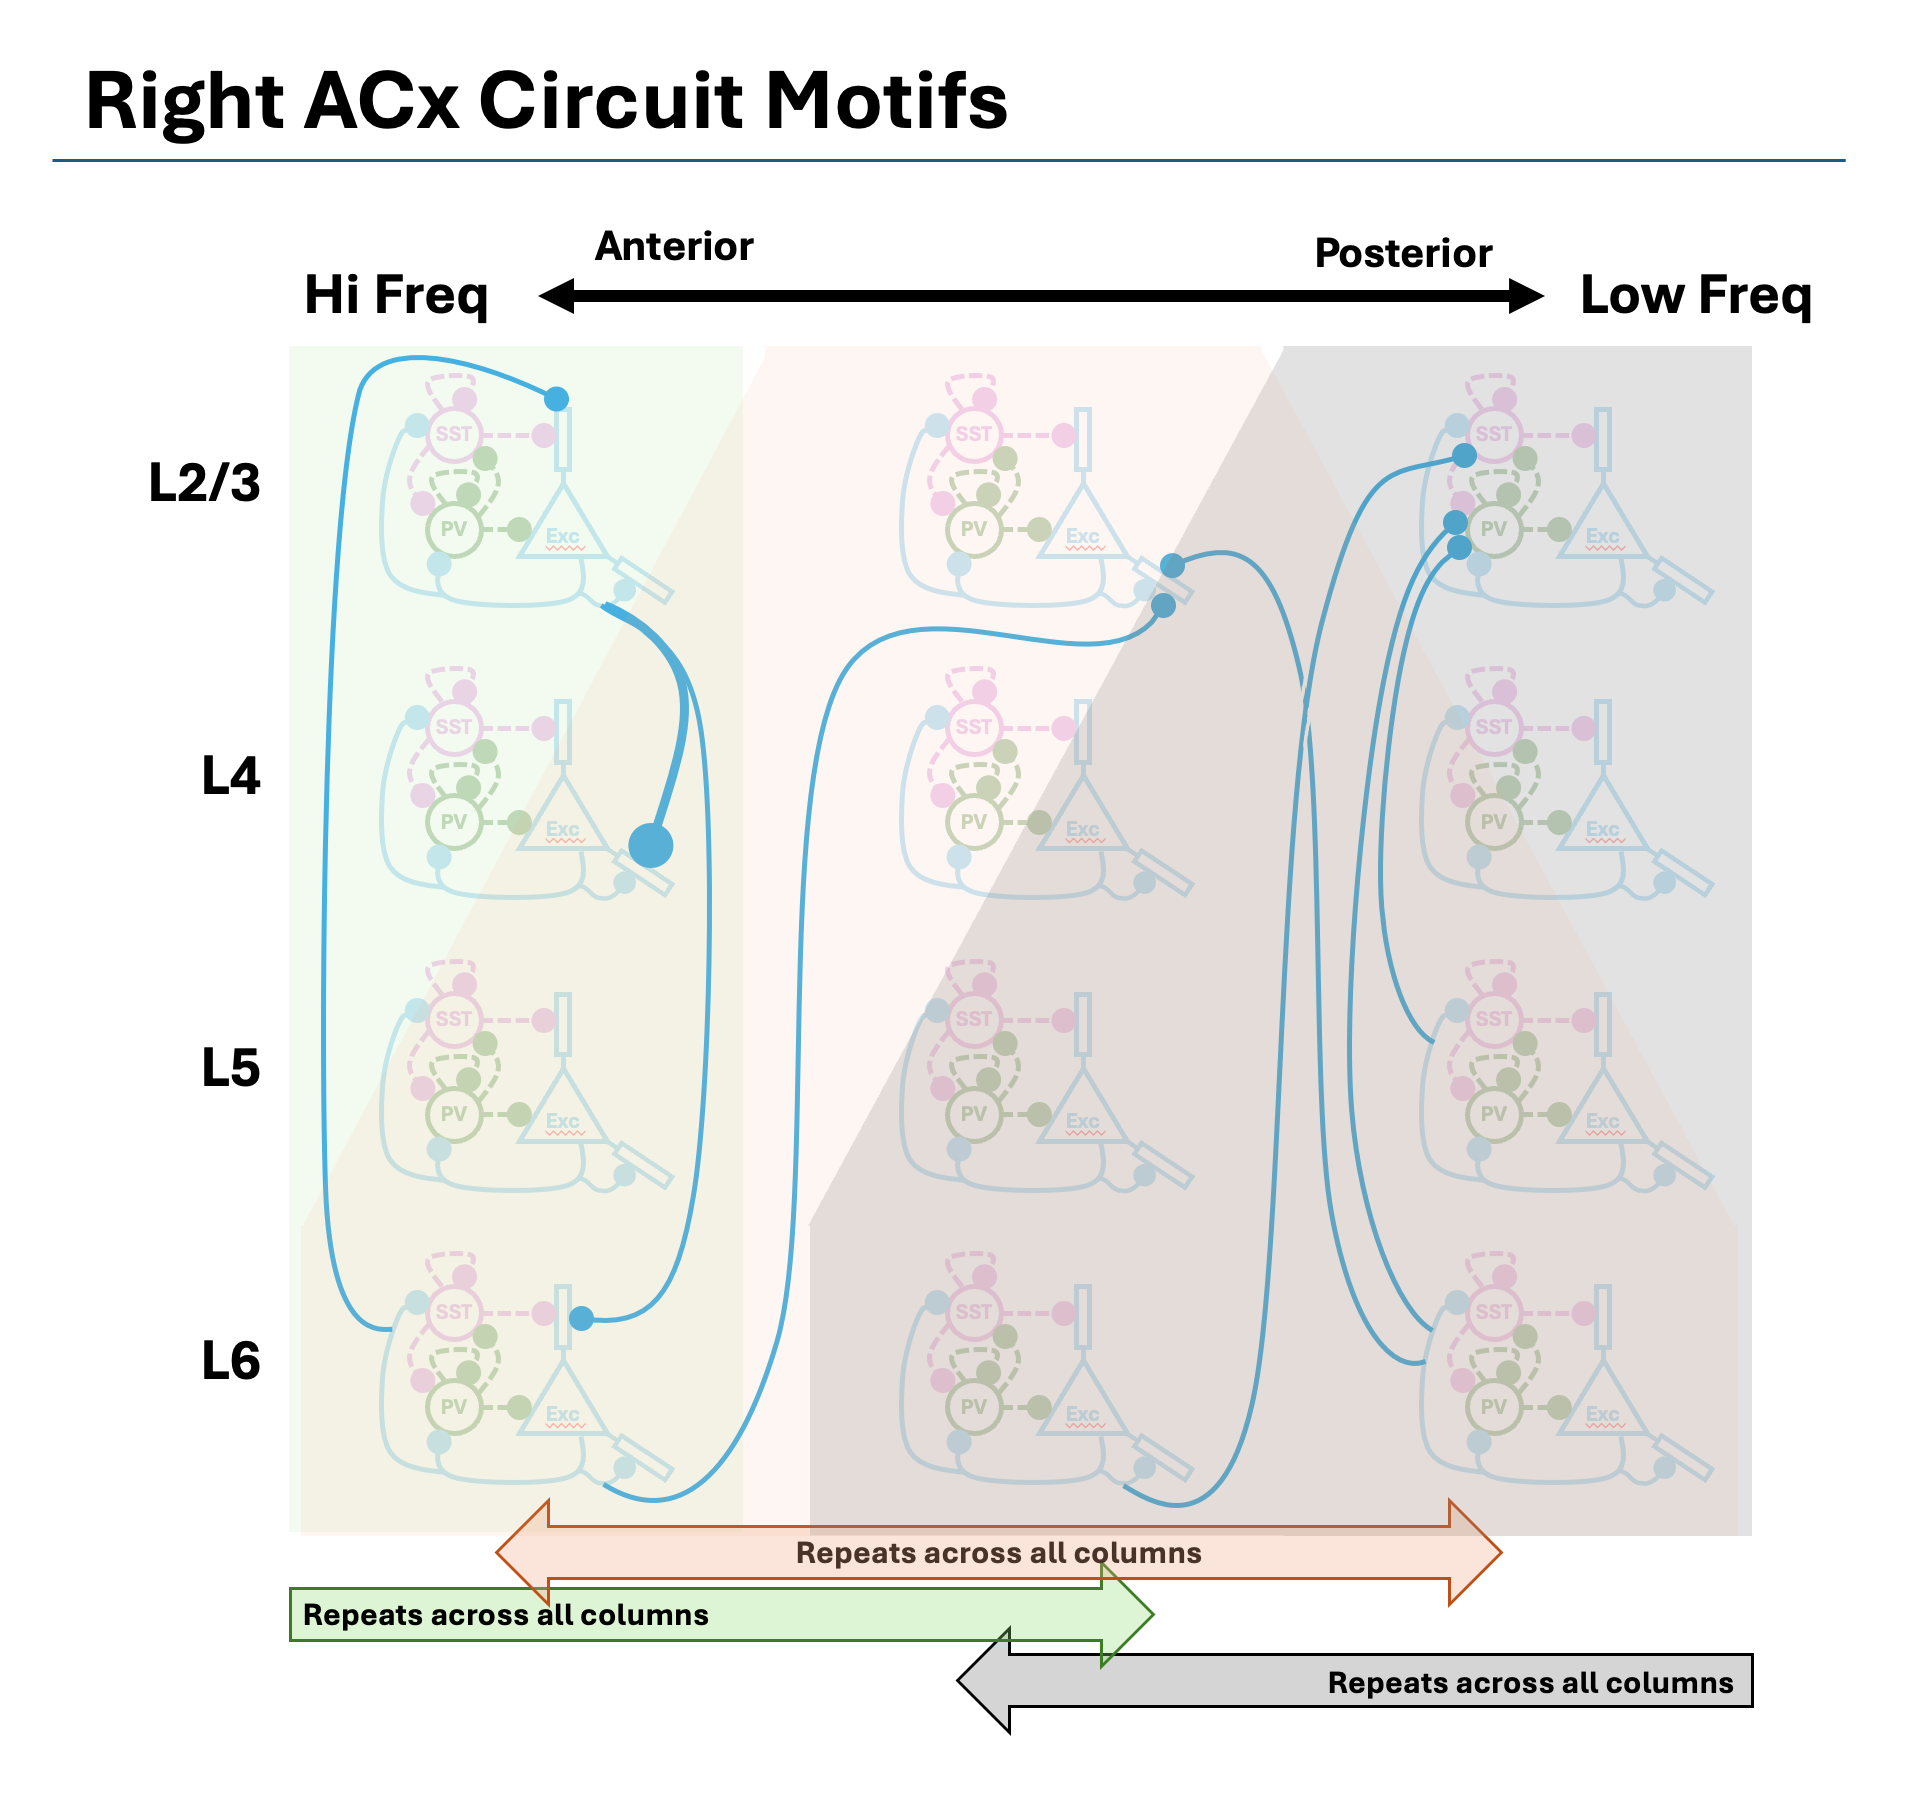 Right ACx Circuit Motifs
Anterior
Posterior
Hi Freq
Low Freq
L2/3
SST
PV
Exc
SST
PV
Exc
SST
PV
Exc
L4
SST
PV
Exc
SST
PV
Exc
SST
PV
Exc
L5
SST
PV
Exc
SST
PV
Exc
SST
PV
Exc
L6
SST
PV
Exc
SST
PV
Exc
SST
PV
Exc
Repeats across all columns
Repeats across all columns
Repeats across all columns